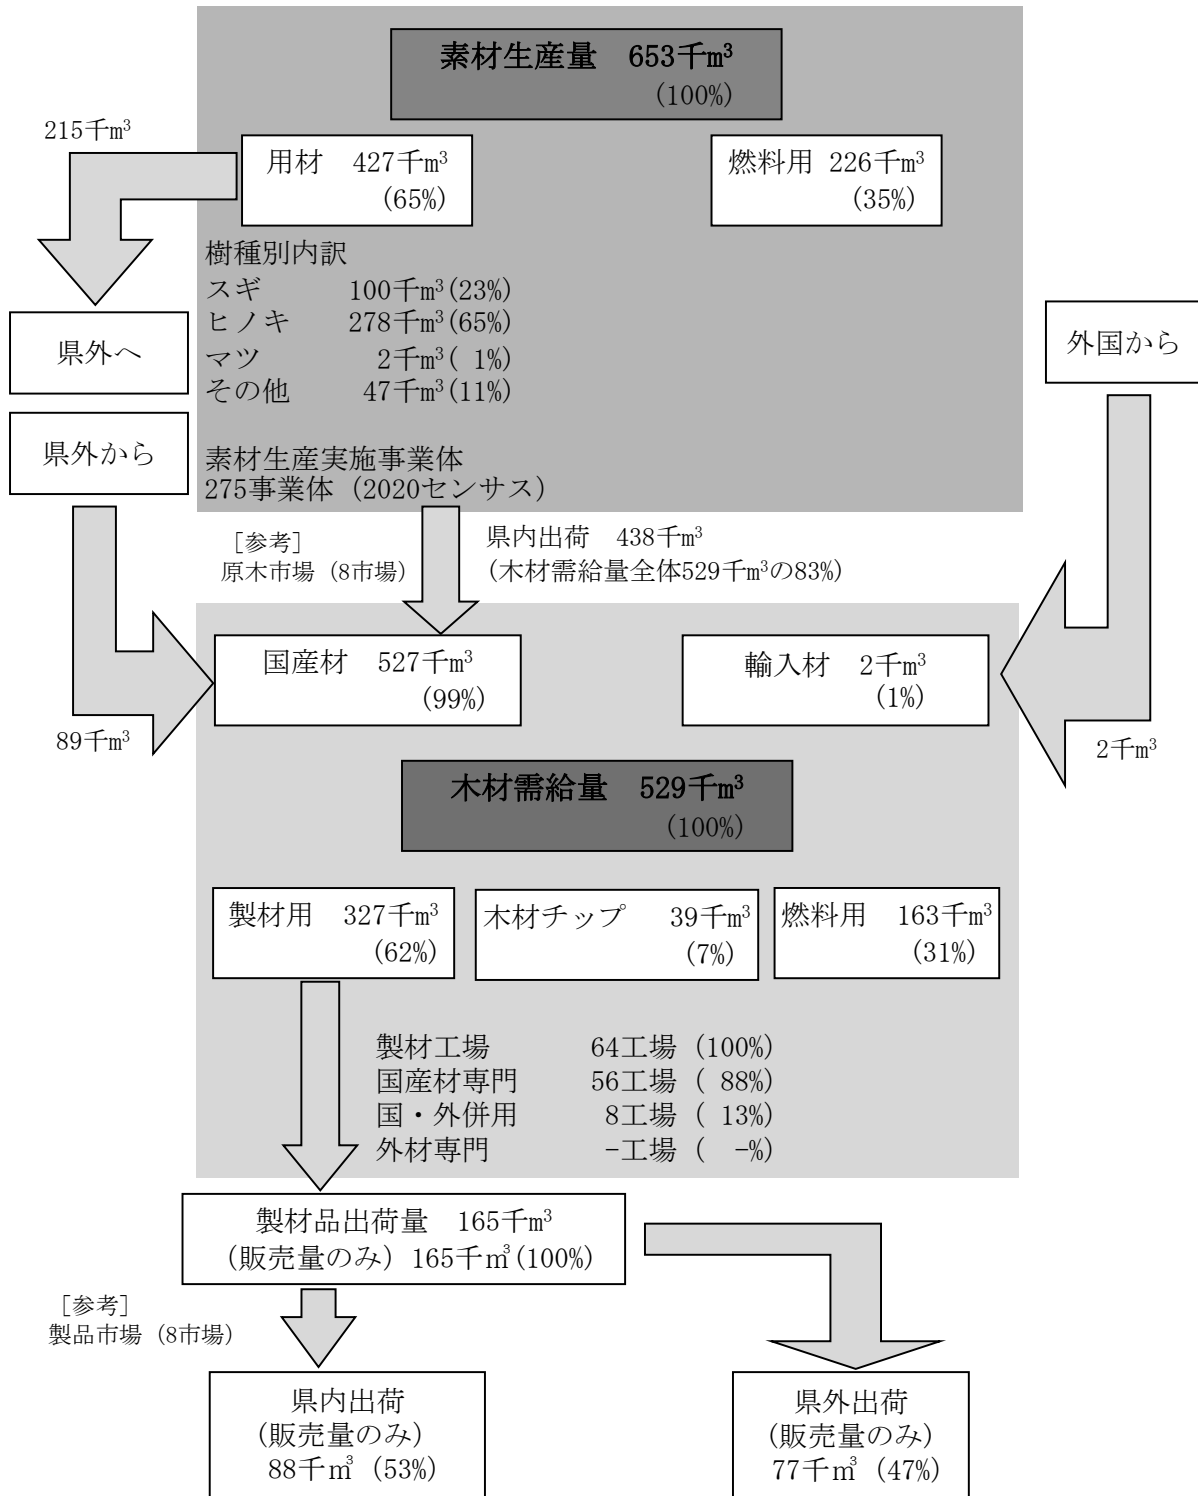 素材生産量　653千m³
(100%)
215千m³
用材　427千m³
(65%)
燃料用 226千m³
(35%)
樹種別内訳
スギ　　　100千m³(23%)
ヒノキ　　278千m³(65%)
マツ　　　　2千m³( 1%)
その他　　 47千m³(11%)
県外へ
外国から
県外から
素材生産実施事業体
275事業体（2020センサス）
［参考］
原木市場（8市場）
県内出荷　438千m³
(木材需給量全体529千m³の83%)
国産材　527千m³
(99%)
輸入材　2千m³
(1%)
89千m³
2千m³
木材需給量　529千m³
(100%)
製材用　327千m³
(62%)
木材チップ　 39千m³
(7%)
燃料用　163千m³
(31%)
製材工場　　　 64工場（100%）
国産材専門　　 56工場（ 88%）
国・外併用　　　8工場（ 13%）
外材専門　　　　-工場（　-%）
製材品出荷量　165千m³
（販売量のみ）165千㎥(100%)
［参考］
製品市場（8市場）
県内出荷
(販売量のみ)
88千㎥（53%）
県外出荷
(販売量のみ)
77千㎥（47%）